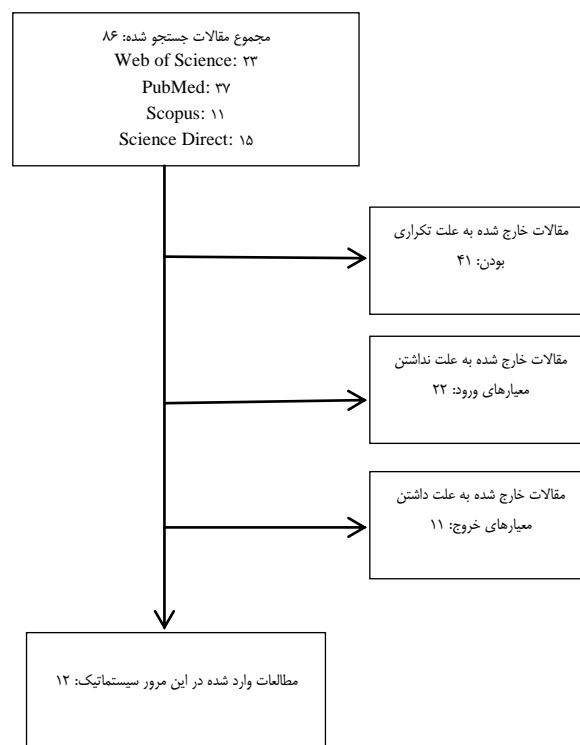 مجموع مقالات جستجو شده: ۸۶
Web of Science: ۲۳
PubMed: ۳۷
Scopus: ۱۱
Science Direct: ۱۵
مقالات خارج شده به علت تکراری
بودن: ۴۱
مقالات خارج شده به علت نداشتن
معیارهای ورود: ۲۲
مقالات خارج شده به علت داشتن
معیارهای خروج: ۱۱
مطالعات وارد شده در این مرور سیستماتیک: ۱۲